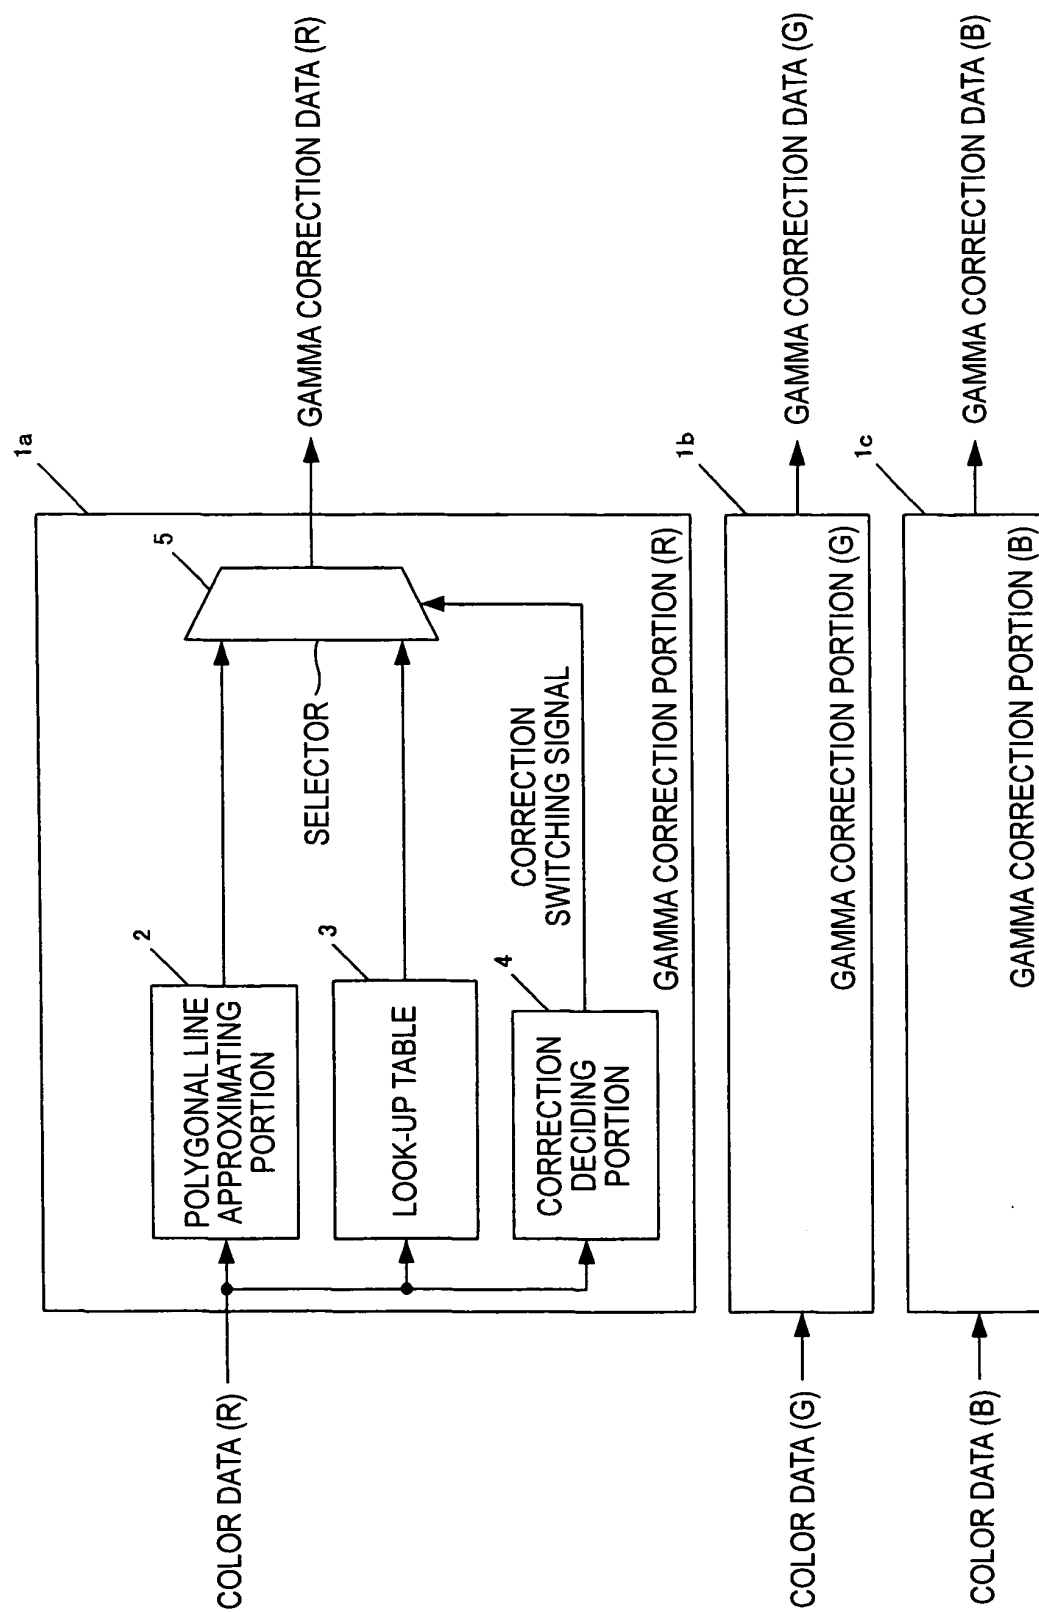 COLOR DATA (R)
1a
2
POLYGONAL LINE
APPROXIMATING
PORTION
3
LOOK-UP TABLE
4
CORRECTION
DECIDING
PORTION
5
SELECTOR
CORRECTION
SWITCHING SIGNAL
GAMMA CORRECTION PORTION (R)
GAMMA CORRECTION DATA (R)
COLOR DATA (G)
1b
GAMMA CORRECTION PORTION (G)
GAMMA CORRECTION DATA (G)
COLOR DATA (B)
1c
GAMMA CORRECTION PORTION (B)
GAMMA CORRECTION DATA (B)